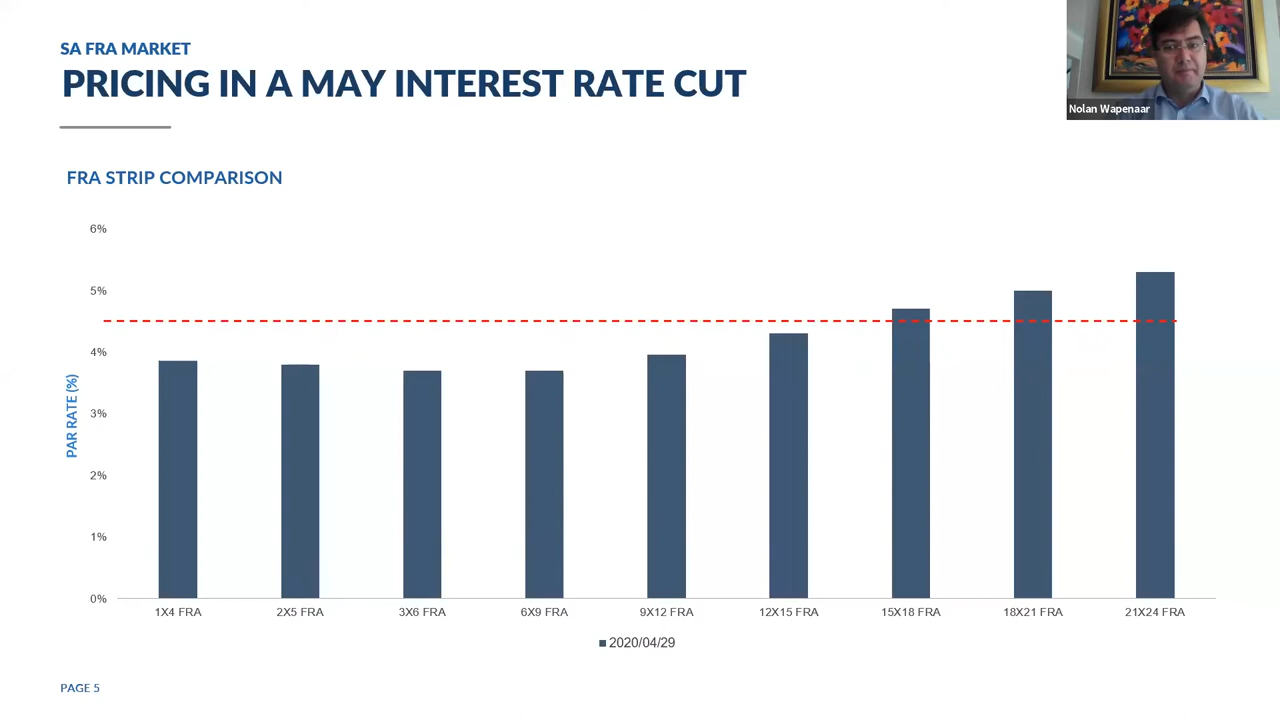 SA FRA MARKET
PRICING IN A MAY INTEREST RATE CUT
Nolan Wapenaar
FRA STRIP COMPARISON
6%
5%
4%
3%
2%
1%
0%
PAR RATE (%)
1X4 FRA 2X5 FRA 3X6 FRA 6X9 FRA 9X12 FRA 12X15 FRA 15X18 FRA 18X21 FRA 21X24 FRA
2020/04/29
PAGE 5